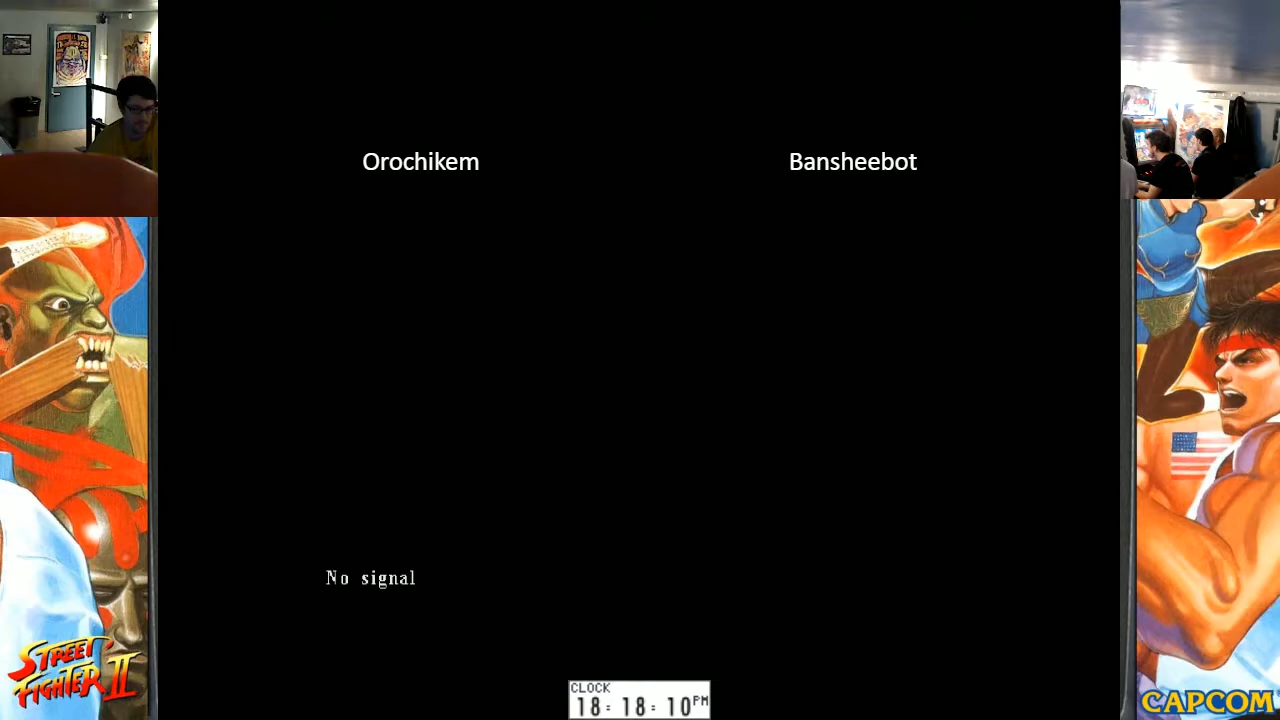 Orochikem
Bansheebot
No signal
STREET
FIGHTER II
CAPCOM
CLOCK
18: 18: 10PM